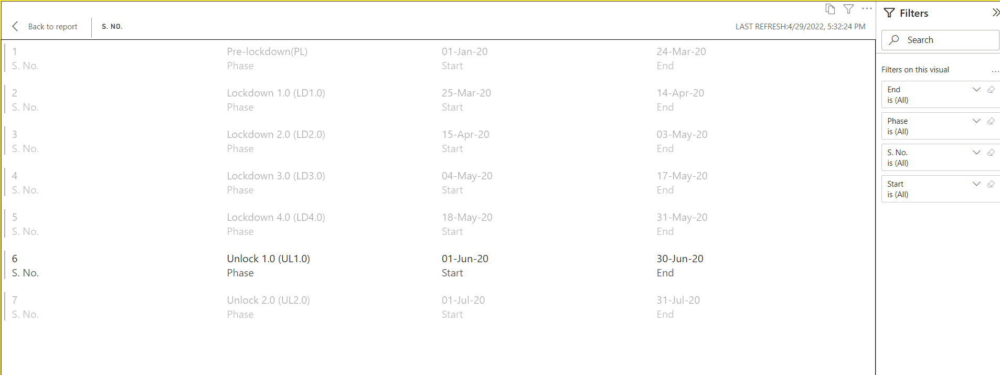 Back to report
S. NO.
LAST REFRESH:4/29/2022, 5:32:24 PM
1 Pre-lockdown(PL) 01-Jan-20 24-Mar-20
S. No. Phase Start End
2 Lockdown 1.0 (LD1.0) 25-Mar-20 14-Apr-20
S. No. Phase Start End
3 Lockdown 2.0 (LD2.0) 15-Apr-20 03-May-20
S. No. Phase Start End
4 Lockdown 3.0 (LD3.0) 04-May-20 17-May-20
S. No. Phase Start End
5 Lockdown 4.0 (LD4.0) 18-May-20 31-May-20
S. No. Phase Start End
6 Unlock 1.0 (UL1.0) 01-Jun-20 30-Jun-20
S. No. Phase Start End
7 Unlock 2.0 (UL2.0) 01-Jul-20 31-Jul-20
S. No. Phase Start End
Filters
Search
Filters on this visual
End
is (All)
Phase
is (All)
S. No.
is (All)
Start
is (All)